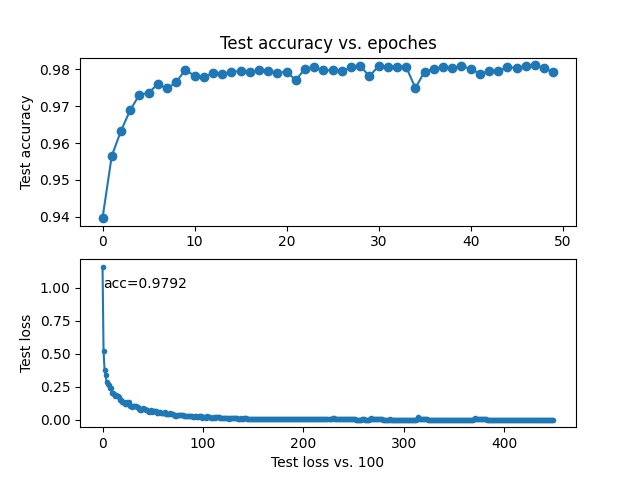 Test accuracy vs. epoches
Test accuracy
0.98
0.97
0.96
0.95
0.94
0 10 20 30 40 50
Test loss
1.00
0.75
0.50
0.25
0.00
acc=0.9792
0 100 200 300 400
Test loss vs. 100